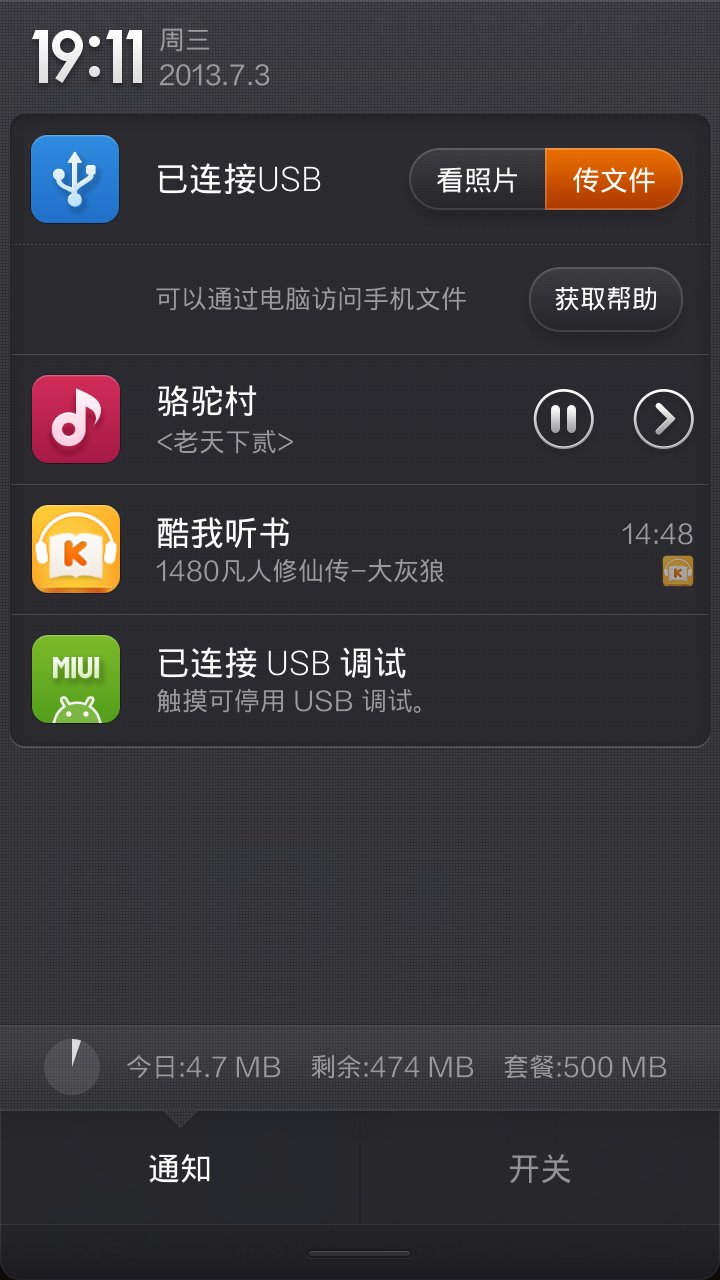 19:11
周三
2013.7.3
已连接USB
看照片
传文件
可以通过电脑访问手机文件
获取帮助
骆驼村
<老天下贰>
酷我听书
14:48
1480凡人修仙传-大灰狼
K
K
MIUI
已连接 USB 调试
触摸可停用 USB 调试。
今日:4.7 MB
剩余:474 MB
套餐:500 MB
通知
开关